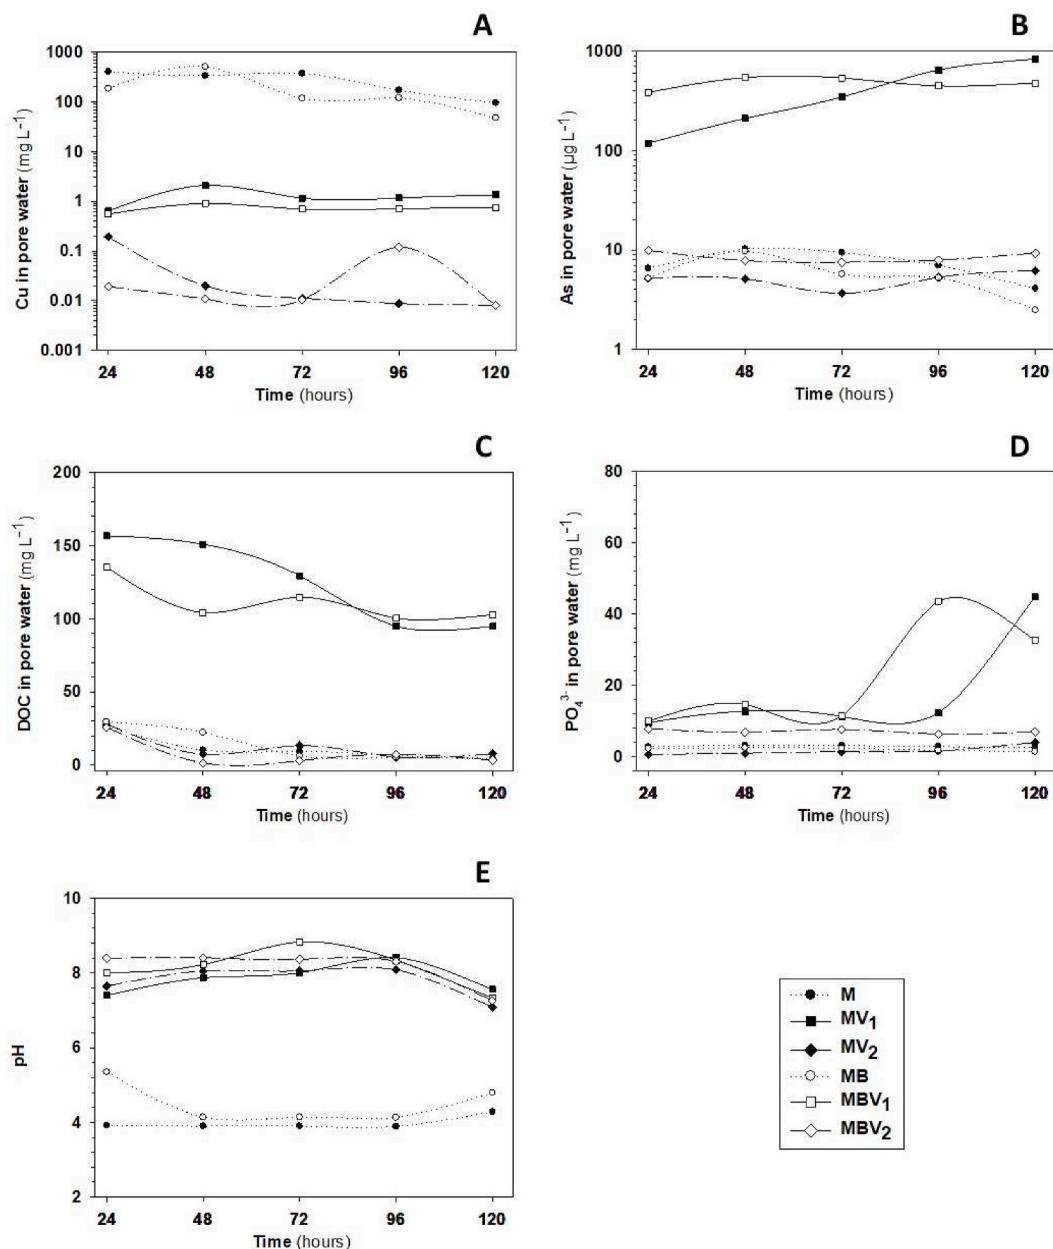 A
Cu in pore water (mg L⁻¹)
1000
100
10
1
0.1
0.01
0.001
24 48 72 96 120
Time (hours)
B
As in pore water (µg L⁻¹)
1000
100
10
1
24 48 72 96 120
Time (hours)
C
DOC in pore water (mg L⁻¹)
200
150
100
50
0
24 48 72 96 120
Time (hours)
D
PO₄³⁻ in pore water (mg L⁻¹)
80
60
40
20
0
24 48 72 96 120
Time (hours)
E
pH
10
8
6
4
2
24 48 72 96 120
Time (hours)
M
MV₁
MV₂
MB
MBV₁
MBV₂